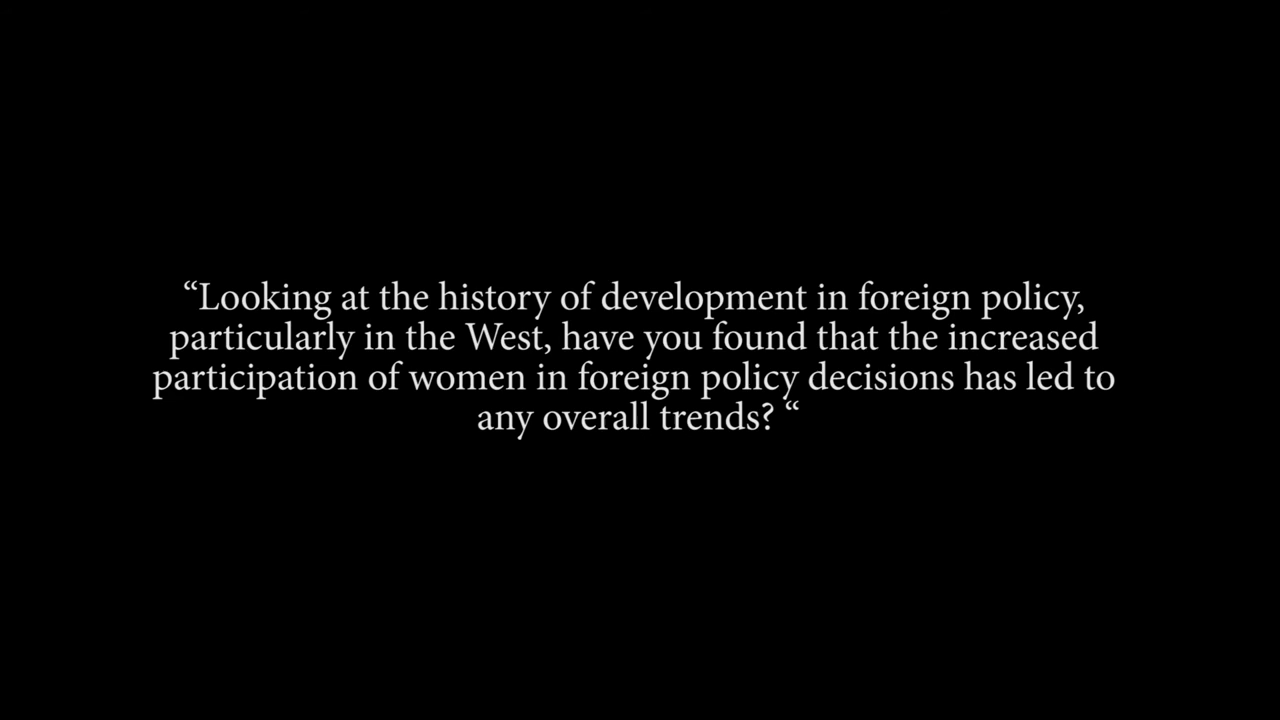 “Looking at the history of development in foreign policy,
particularly in the West, have you found that the increased
participation of women in foreign policy decisions has led to
any overall trends? “